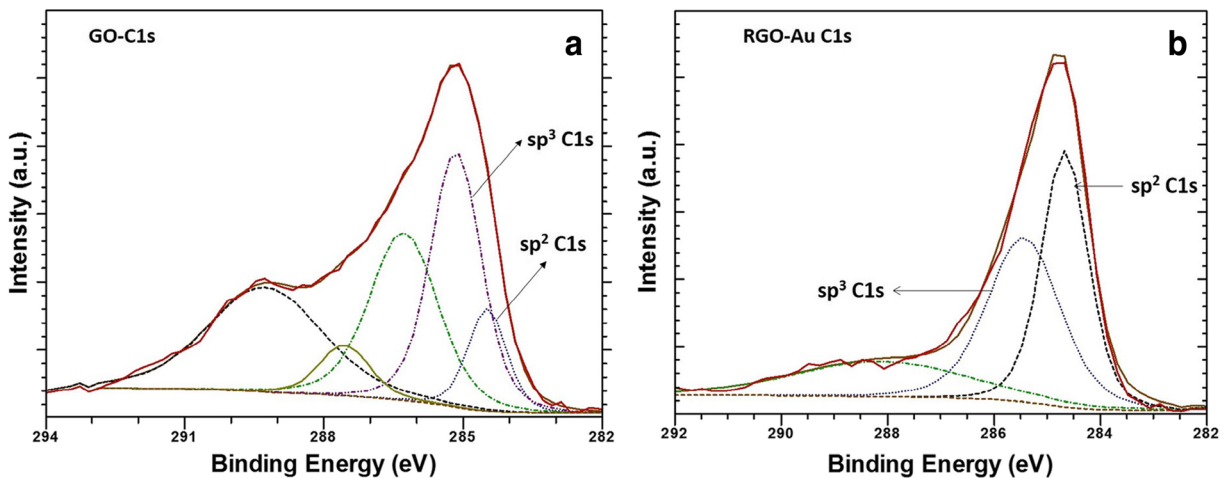 GO-C1s
a
sp³ C1s
sp² C1s
Intensity (a.u.)
294
291
288
285
282
Binding Energy (eV)
RGO-Au C1s
b
sp² C1s
sp³ C1s
Intensity (a.u.)
292
290
288
286
284
282
Binding Energy (eV)